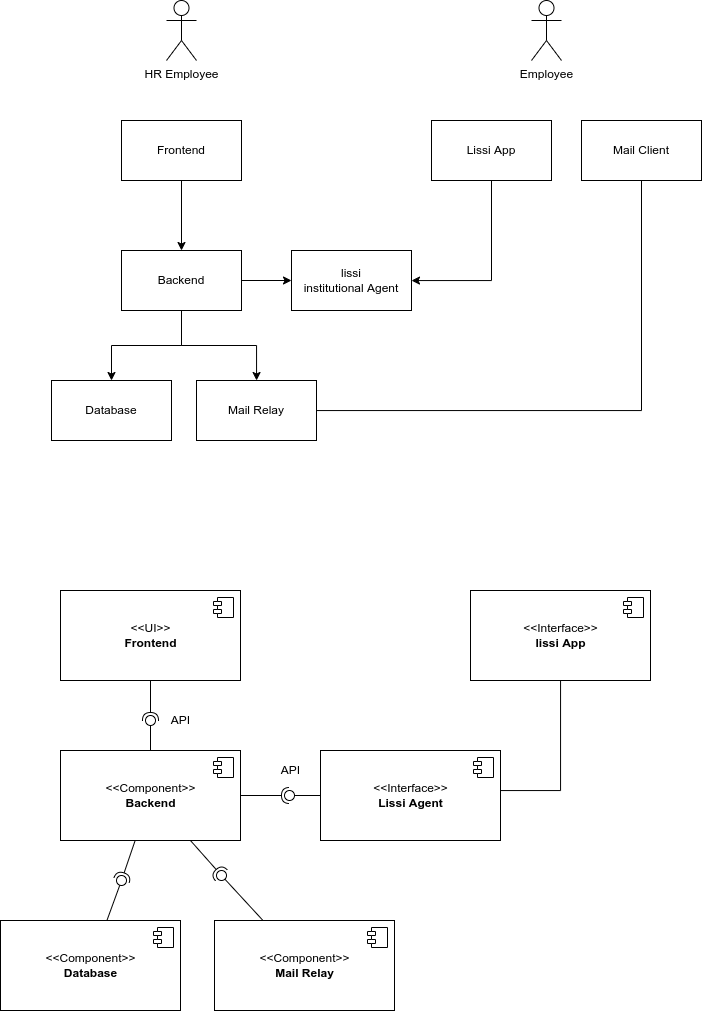 HR Employee
Employee
Frontend
Lissi App
Mail Client
Backend
lissi
institutional Agent
Database
Mail Relay
<<UI>>
Frontend
<<Interface>>
lissi App
API
API
<<Component>>
Backend
<<Interface>>
Lissi Agent
<<Component>>
Database
<<Component>>
Mail Relay